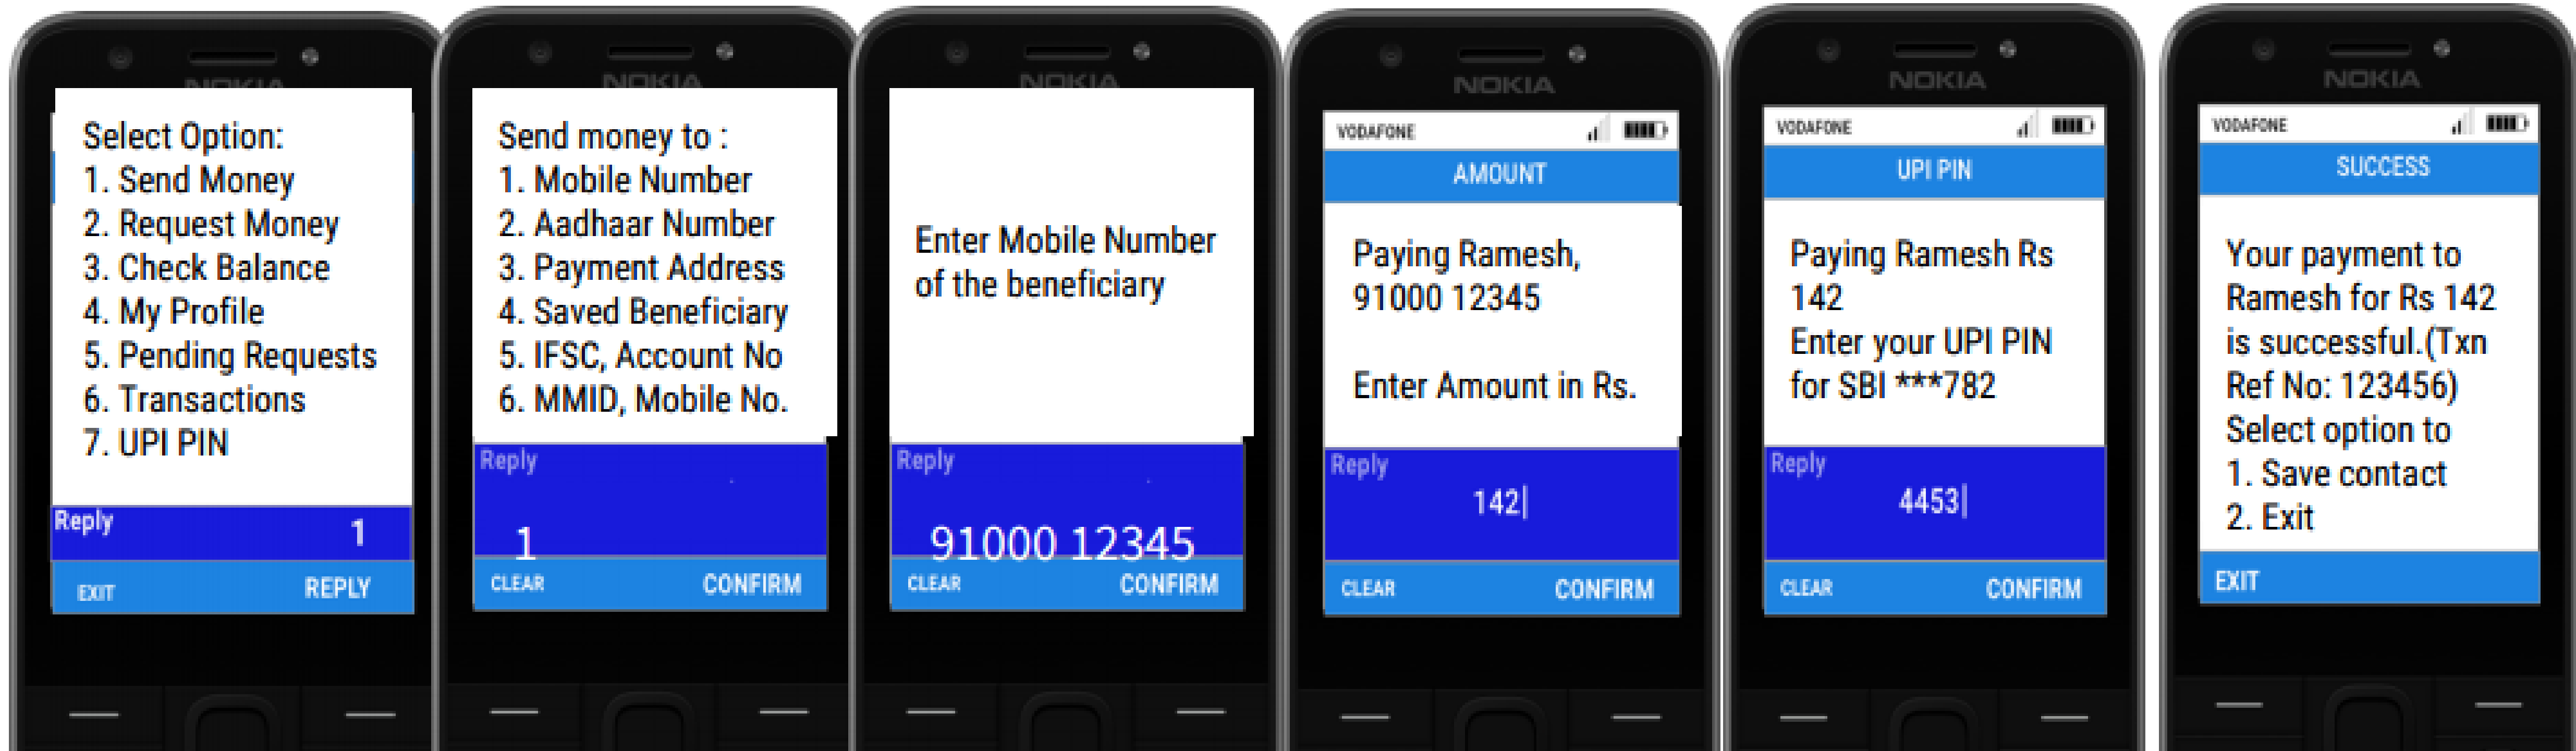 NOKIA
Select Option:
1. Send Money
2. Request Money
3. Check Balance
4. My Profile
5. Pending Requests
6. Transactions
7. UPI PIN
Reply
1
EXIT REPLY
NOKIA
Send money to :
1. Mobile Number
2. Aadhaar Number
3. Payment Address
4. Saved Beneficiary
5. IFSC, Account No
6. MMID, Mobile No.
Reply
1
CLEAR CONFIRM
NOKIA
Enter Mobile Number
of the beneficiary
Reply
91000 12345
CLEAR CONFIRM
NOKIA
VODAFONE
AMOUNT
Paying Ramesh,
91000 12345
Enter Amount in Rs.
Reply
142
CLEAR CONFIRM
NOKIA
VODAFONE
UPI PIN
Paying Ramesh Rs
142
Enter your UPI PIN
for SBI ***782
Reply
4453
CLEAR CONFIRM
NOKIA
VODAFONE
SUCCESS
Your payment to
Ramesh for Rs 142
is successful.(Txn
Ref No: 123456)
Select option to
1. Save contact
2. Exit
EXIT